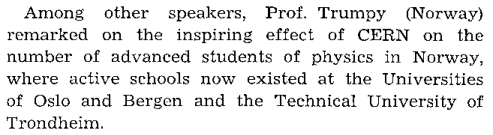 Among other speakers, Prof. Trumpy (Norway)
remarked on the inspiring effect of CERN on the
number of advanced students of physics in Norway,
where active schools now existed at the Universities
of Oslo and Bergen and the Technical University of
Trondheim.